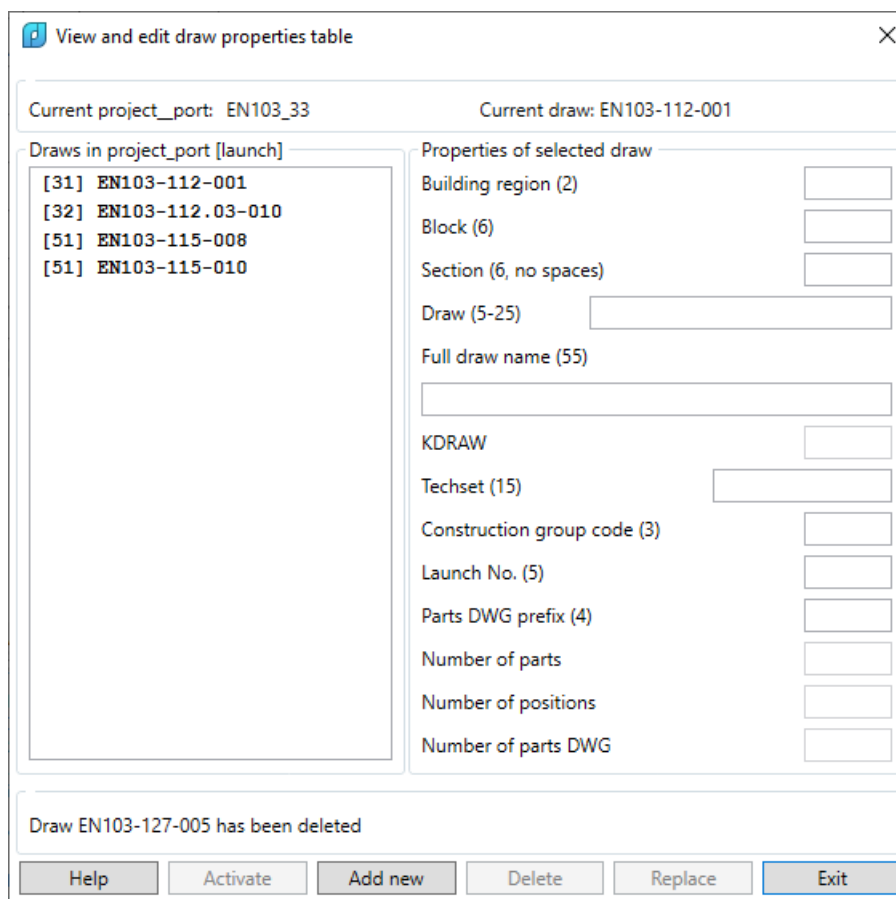 View and edit draw properties table
Current project__port: EN103_33 Current draw: EN103-112-001
Draws in project_port [launch]
[31] EN103-112-001
[32] EN103-112.03-010
[51] EN103-115-008
[51] EN103-115-010
Properties of selected draw
Building region (2)
Block (6)
Section (6, no spaces)
Draw (5-25)
Full draw name (55)
KDRAW
Techset (15)
Construction group code (3)
Launch No. (5)
Parts DWG prefix (4)
Number of parts
Number of positions
Number of parts DWG
Draw EN103-127-005 has been deleted
Help Activate Add new Delete Replace Exit